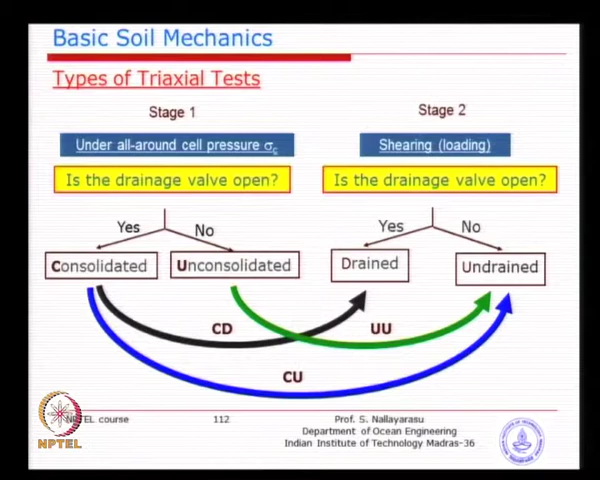 Basic Soil Mechanics
Types of Triaxial Tests
Stage 1
Stage 2
Under all-around cell pressure σc
Shearing (loading)
Is the drainage valve open?
Is the drainage valve open?
Yes
No
Yes
No
Consolidated
Unconsolidated
Drained
Undrained
CD
UU
CU
NPTEL course
112
Prof. S. Nallayarasu
Department of Ocean Engineering
Indian Institute of Technology Madras-36
NPTEL